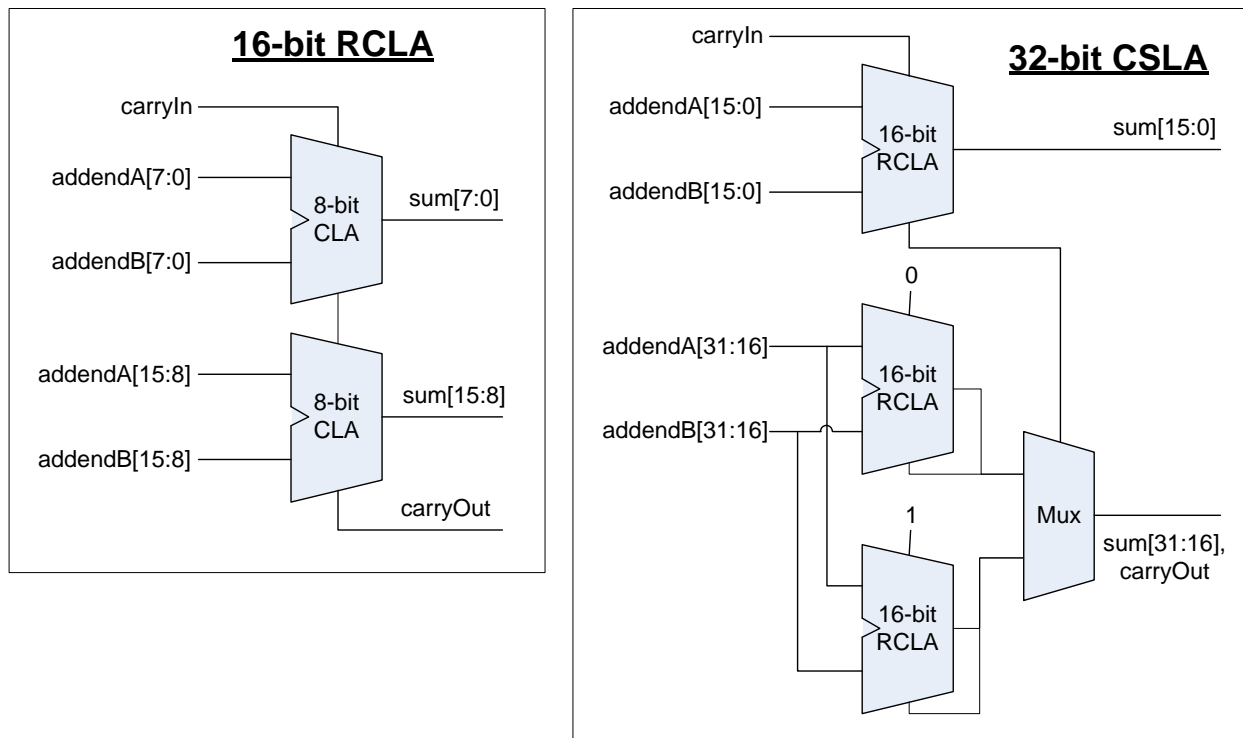 16-bit RCLA
carryIn
addendA[7:0]
8-bit
CLA
sum[7:0]
addendB[7:0]
addendA[15:8]
8-bit
CLA
sum[15:8]
addendB[15:8]
carryOut
32-bit CSLA
carryIn
addendA[15:0]
16-bit
RCLA
sum[15:0]
addendB[15:0]
0
addendA[31:16]
16-bit
RCLA
addendB[31:16]
1
Mux
sum[31:16],
carryOut
16-bit
RCLA